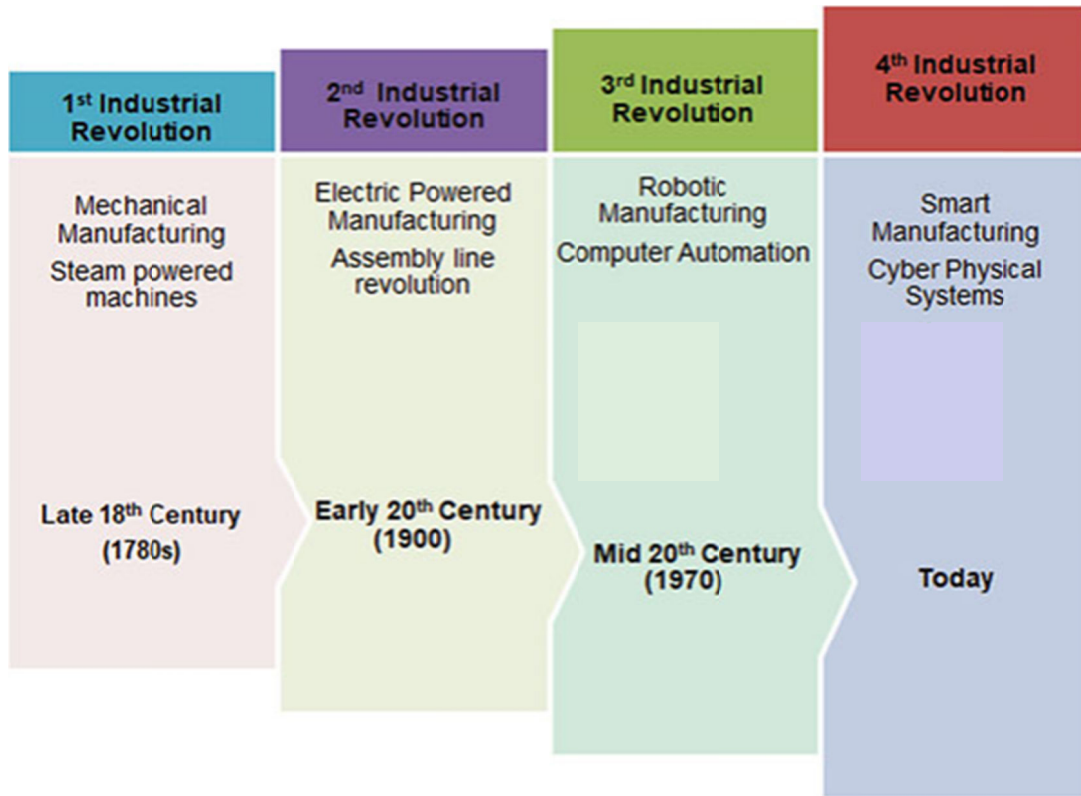 1st Industrial
Revolution
Mechanical
Manufacturing
Steam powered
machines
Late 18th Century
(1780s)
2nd Industrial
Revolution
Electric Powered
Manufacturing
Assembly line
revolution
Early 20th Century
(1900)
3rd Industrial
Revolution
Robotic
Manufacturing
Computer Automation
Mid 20th Century
(1970)
4th Industrial
Revolution
Smart
Manufacturing
Cyber Physical
Systems
Today